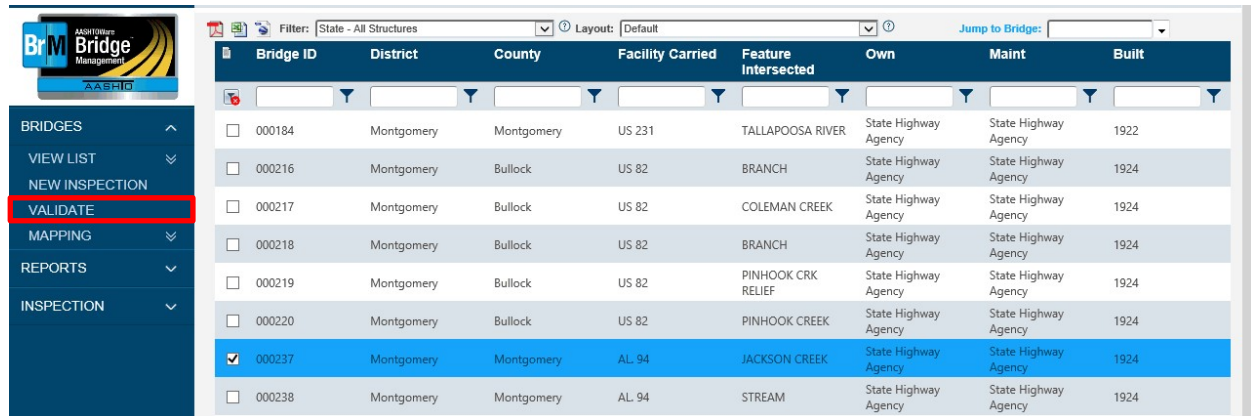 BrM AASHTOWare
Bridge
Management
AASHTO
Filter: State - All Structures Layout: Default Jump to Bridge:
Bridge ID District County Facility Carried Feature Intersected Own Maint Built
BRIDGES
VIEW LIST
NEW INSPECTION
VALIDATE
MAPPING
REPORTS
INSPECTION
000184 Montgomery Montgomery US 231 TALLAPOOSA RIVER State Highway Agency State Highway Agency 1922
000216 Montgomery Bullock US 82 BRANCH State Highway Agency State Highway Agency 1924
000217 Montgomery Bullock US 82 COLEMAN CREEK State Highway Agency State Highway Agency 1924
000218 Montgomery Bullock US 82 BRANCH State Highway Agency State Highway Agency 1924
000219 Montgomery Bullock US 82 PINHOOK CRK RELIEF State Highway Agency State Highway Agency 1924
000220 Montgomery Bullock US 82 PINHOOK CREEK State Highway Agency State Highway Agency 1924
000237 Montgomery Montgomery AL. 94 JACKSON CREEK State Highway Agency State Highway Agency 1924
000238 Montgomery Montgomery AL. 94 STREAM State Highway Agency State Highway Agency 1924